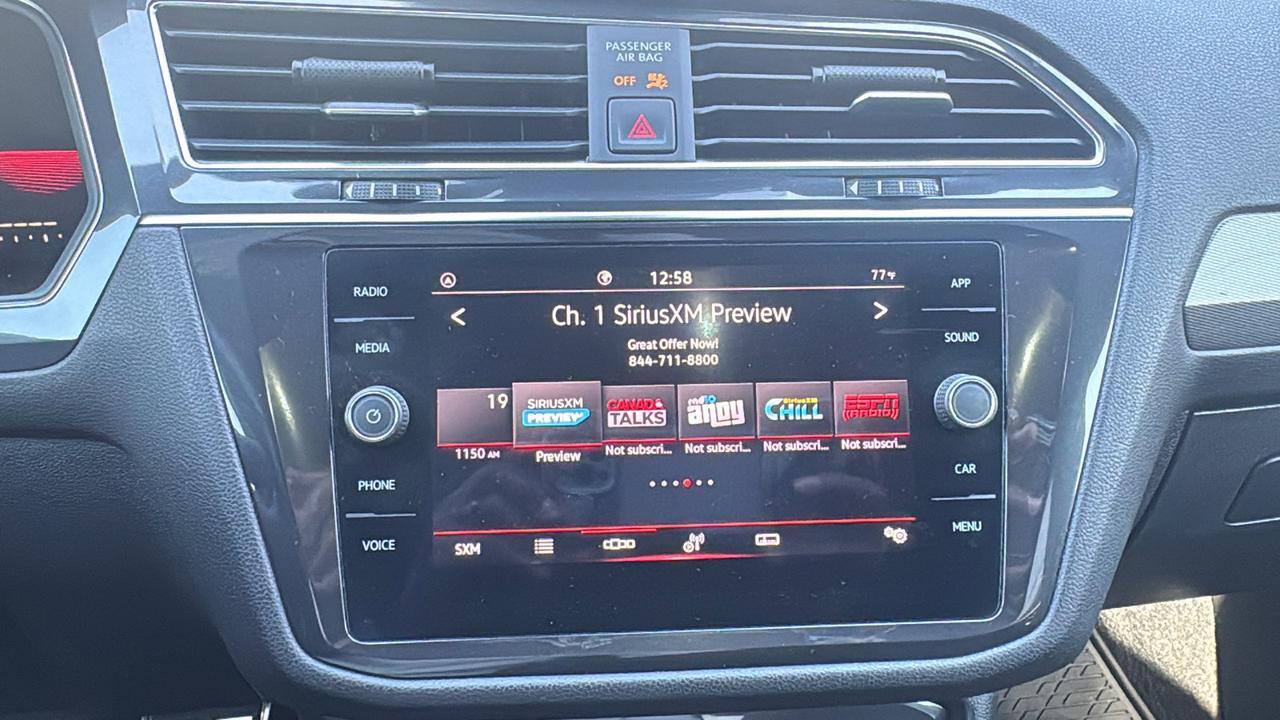 PASSENGER
AIR BAG
OFF
RADIO
MEDIA
PHONE
VOICE
12:58
77°F
< Ch. 1 SiriusXM Preview >
Great Offer Now!
844-711-8800
19
1150 AM
SIRIUSXM
PREVIEW
Preview
CANADA
TALKS
Not subscri...
andy
Not subscri...
SiriusXM
CHILL
Not subscri...
ESPN
RADIO
Not subscri...
SXM
APP
SOUND
CAR
MENU